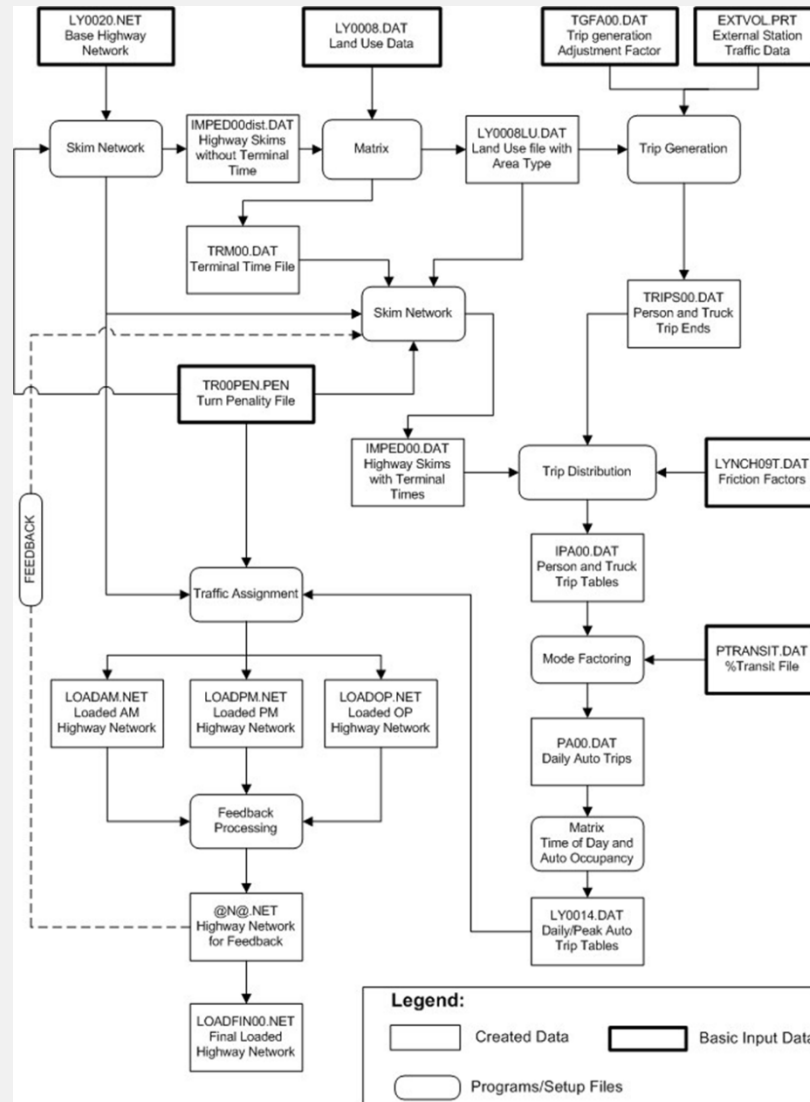 LY0020.NET
Base Highway
Network
LY0008.DAT
Land Use Data
TGFA00.DAT
Trip generation
Adjustment Factor
EXTVOL.PRT
External Station
Traffic Data
Skim Network
IMPED00dist.DAT
Highway Skims
without Terminal
Time
Matrix
LY0008LU.DAT
Land Use file with
Area Type
Trip Generation
TRM00.DAT
Terminal Time File
Skim Network
TRIPS00.DAT
Person and Truck
Trip Ends
TR00PEN.PEN
Turn Penality File
IMPED00.DAT
Highway Skims
with Terminal
Times
Trip Distribution
LYNCH09T.DAT
Friction Factors
FEEDBACK
IPA00.DAT
Person and Truck
Trip Tables
Traffic Assignment
Mode Factoring
PTRANSIT.DAT
%Transit File
LOADAM.NET
Loaded AM
Highway Network
LOADPM.NET
Loaded PM
Highway Network
LOADOP.NET
Loaded OP
Highway Network
PA00.DAT
Daily Auto Trips
Feedback
Processing
Matrix
Time of Day and
Auto Occupancy
@N@.NET
Highway Network
for Feedback
LY0014.DAT
Daily/Peak Auto
Trip Tables
LOADFIN00.NET
Final Loaded
Highway Network
Legend:
Created Data
Basic Input Data
Programs/Setup Files